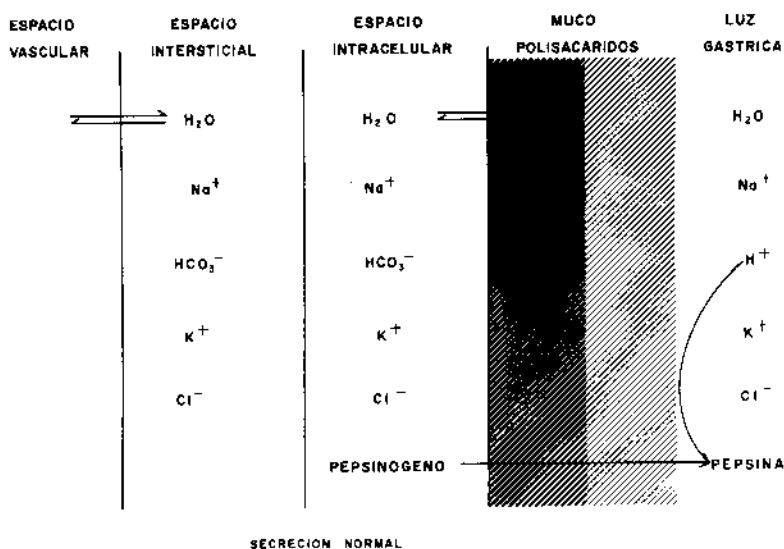 ESPACIO VASCULAR
ESPACIO INTERSTICIAL
ESPACIO INTRACELULAR
MUCO POLISACARIDOS
LUZ GASTRICA
H₂O H₂O H₂O
Na⁺ Na⁺ Na⁺
HCO₃⁻ HCO₃⁻ H⁺
K⁺ K⁺ K⁺
Cl⁻ Cl⁻ Cl⁻
PEPSINOGENO PEPSINA
SECRECION NORMAL